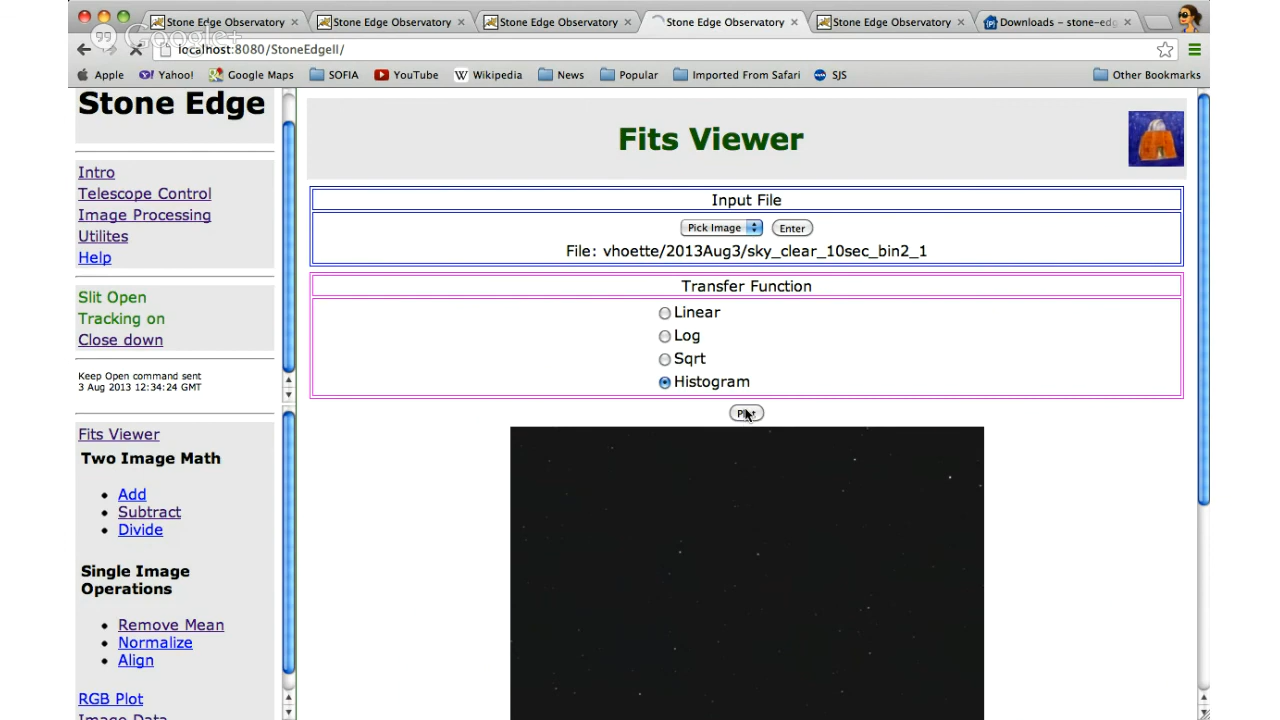 Stone Edge Observatory
Stone Edge Observatory
Stone Edge Observatory
Stone Edge Observatory
Stone Edge Observatory
Downloads – stone-edg
Google+
localhost:8080/StoneEdgeII/
Apple
Yahoo!
Google Maps
SOFIA
YouTube
Wikipedia
News
Popular
Imported From Safari
SJS
Other Bookmarks
Stone Edge
Intro
Telescope Control
Image Processing
Utilites
Help
Slit Open
Tracking on
Close down
Keep Open command sent
3 Aug 2013 12:34:24 GMT
Fits Viewer
Two Image Math
Add
Subtract
Divide
Single Image
Operations
Remove Mean
Normalize
Align
RGB Plot
Image Data
Fits Viewer
Input File
Pick Image
Enter
File: vhoette/2013Aug3/sky_clear_10sec_bin2_1
Transfer Function
Linear
Log
Sqrt
Histogram
Plot